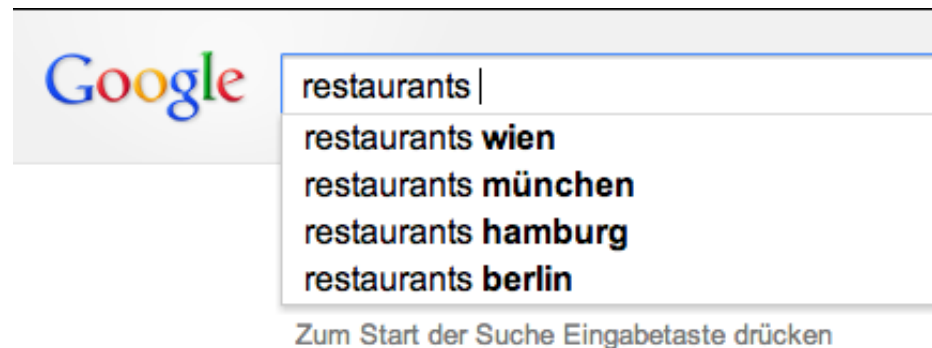 Google
restaurants
restaurants wien
restaurants münchen
restaurants hamburg
restaurants berlin
Zum Start der Suche Eingabetaste drücken